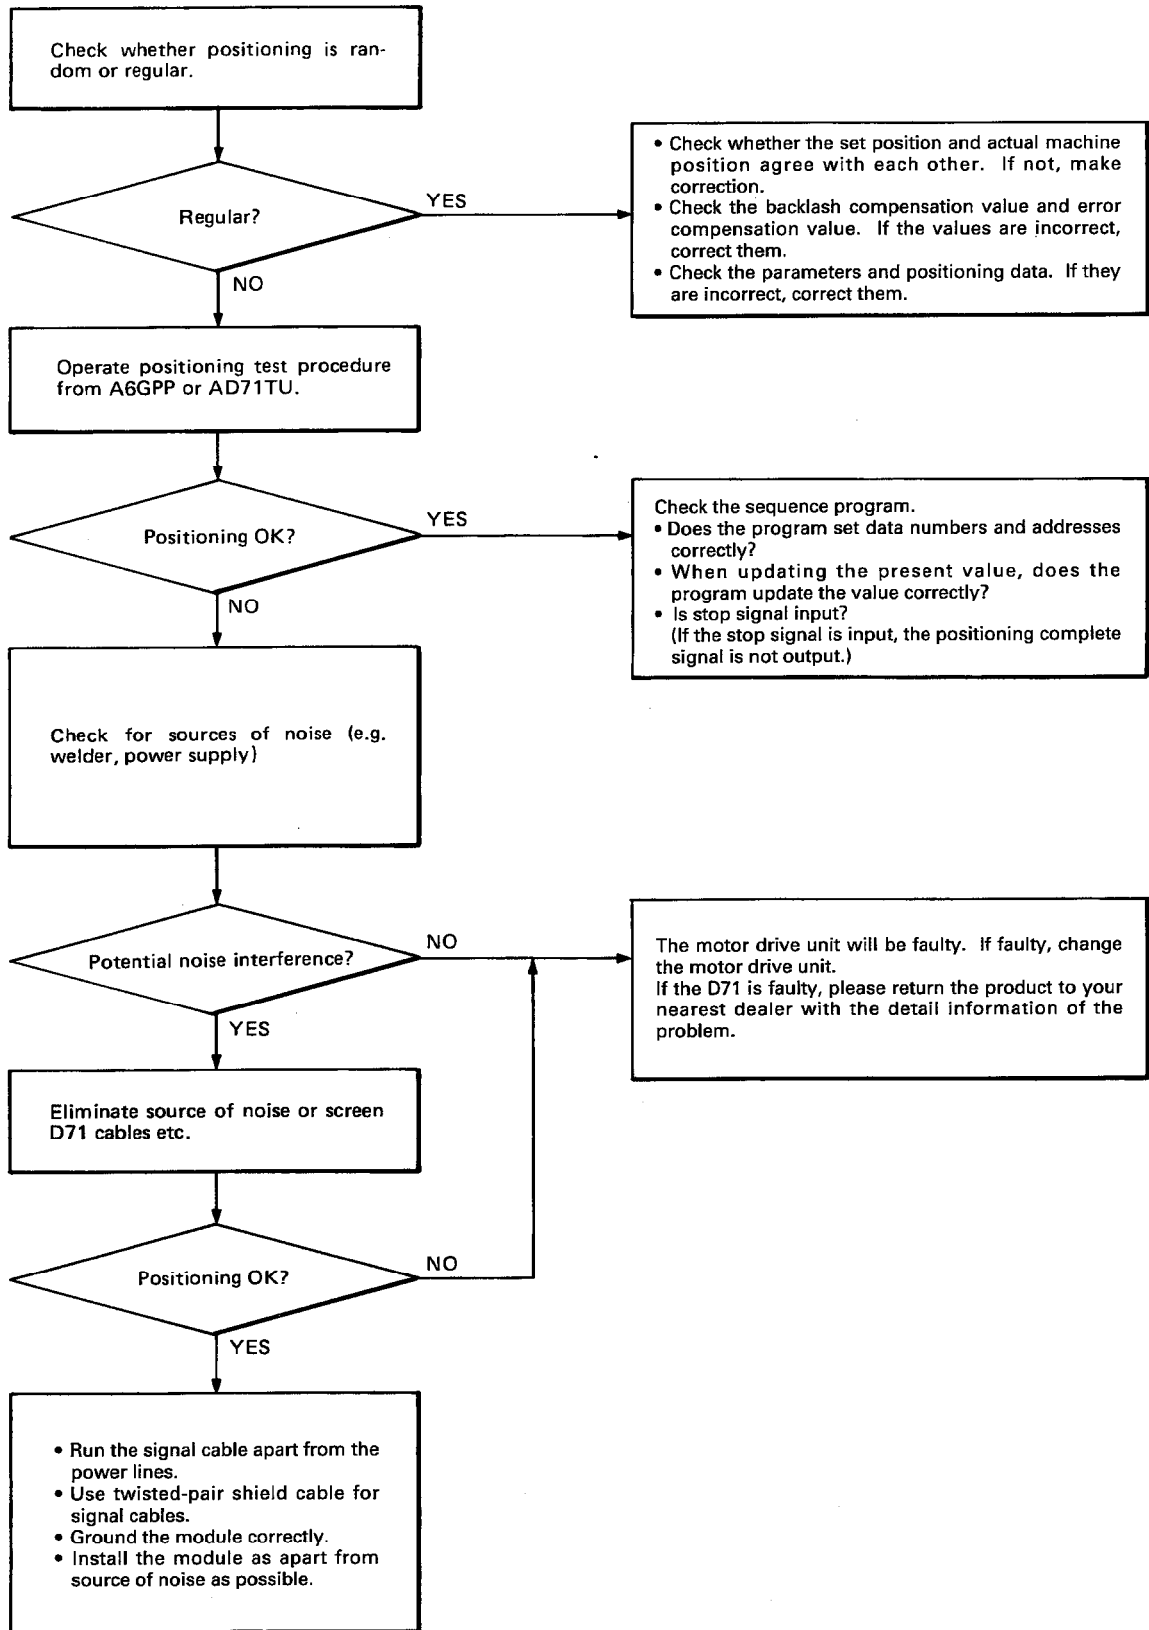 Check whether positioning is ran-
dom or regular.
Regular?
YES
• Check whether the set position and actual machine
position agree with each other. If not, make
correction.
• Check the backlash compensation value and error
compensation value. If the values are incorrect,
correct them.
• Check the parameters and positioning data. If they
are incorrect, correct them.
NO
Operate positioning test procedure
from A6GPP or AD71TU.
Positioning OK?
YES
Check the sequence program.
• Does the program set data numbers and addresses
correctly?
• When updating the present value, does the
program update the value correctly?
• Is stop signal input?
(If the stop signal is input, the positioning complete
signal is not output.)
NO
Check for sources of noise (e.g.
welder, power supply)
Potential noise interference?
NO
The motor drive unit will be faulty. If faulty, change
the motor drive unit.
If the D71 is faulty, please return the product to your
nearest dealer with the detail information of the
problem.
YES
Eliminate source of noise or screen
D71 cables etc.
Positioning OK?
NO
YES
• Run the signal cable apart from the
power lines.
• Use twisted-pair shield cable for
signal cables.
• Ground the module correctly.
• Install the module as apart from
source of noise as possible.